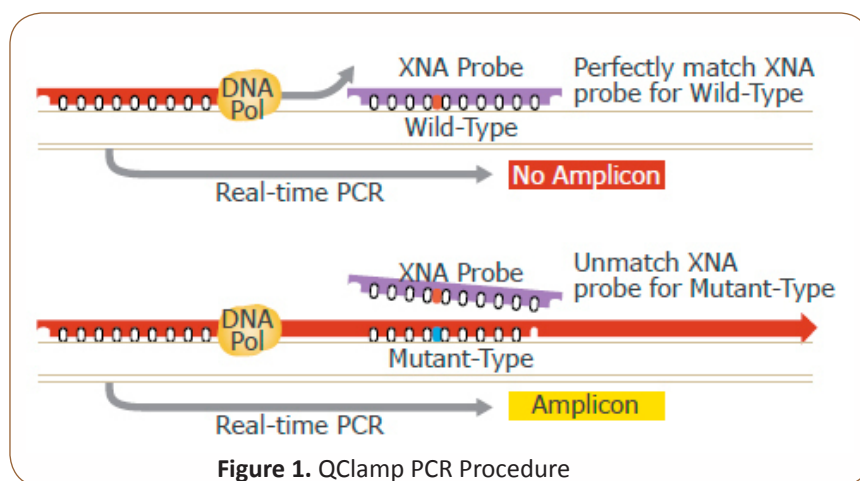 DNA
Pol
XNA Probe
Perfectly match XNA
probe for Wild-Type
Wild-Type
Real-time PCR
No Amplicon
XNA Probe
Unmatch XNA
probe for Mutant-Type
DNA
Pol
Mutant-Type
Real-time PCR
Amplicon
Figure 1. QClamp PCR Procedure